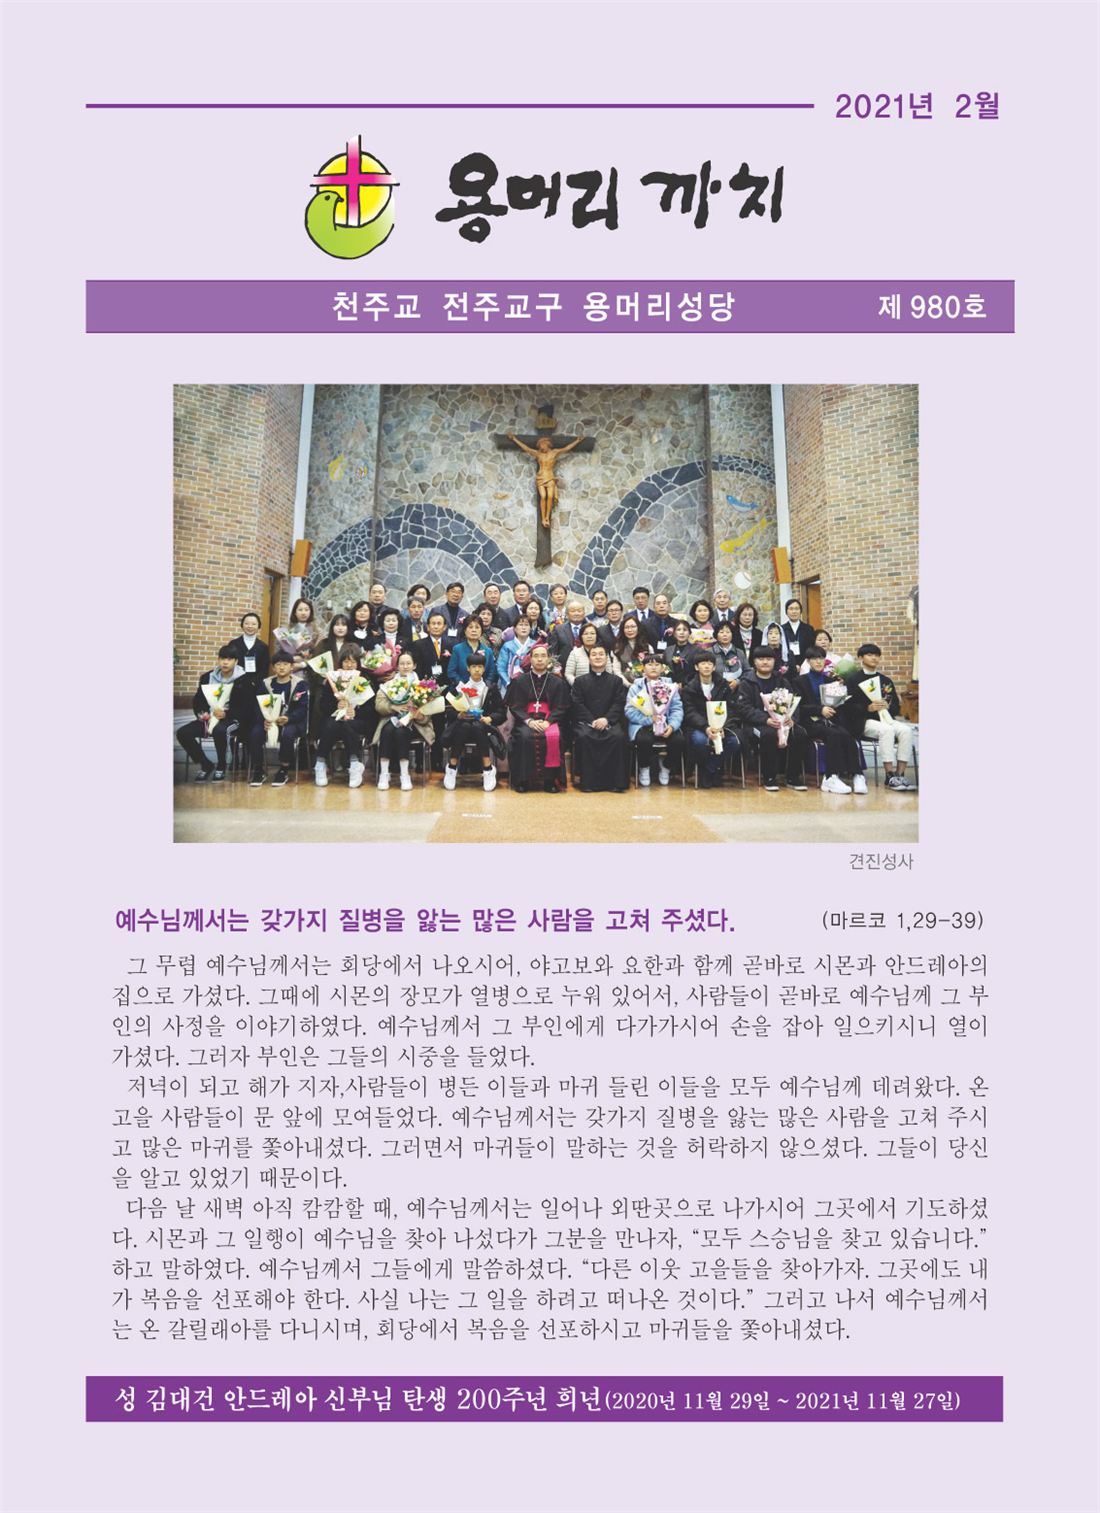 2021년 2월
용머리 까치
천주교 전주교구 용머리성당 제 980호
견진성사
예수님께서는 갖가지 질병을 앓는 많은 사람을 고쳐 주셨다. (마르코 1,29-39)
그 무렵 예수님께서는 회당에서 나오시어, 야고보와 요한과 함께 곧바로 시몬과 안드레아의
집으로 가셨다. 그때에 시몬의 장모가 열병으로 누워 있어서, 사람들이 곧바로 예수님께 그 부
인의 사정을 이야기하였다. 예수님께서 그 부인에게 다가가시어 손을 잡아 일으키시니 열이
가셨다. 그러자 부인은 그들의 시중을 들었다.
저녁이 되고 해가 지자,사람들이 병든 이들과 마귀 들린 이들을 모두 예수님께 데려왔다. 온
고을 사람들이 문 앞에 모여들었다. 예수님께서는 갖가지 질병을 앓는 많은 사람을 고쳐 주시
고 많은 마귀를 쫓아내셨다. 그러면서 마귀들이 말하는 것을 허락하지 않으셨다. 그들이 당신
을 알고 있었기 때문이다.
다음 날 새벽 아직 캄캄할 때, 예수님께서는 일어나 외딴곳으로 나가시어 그곳에서 기도하셨
다. 시몬과 그 일행이 예수님을 찾아 나섰다가 그분을 만나자, “모두 스승님을 찾고 있습니다.”
하고 말하였다. 예수님께서 그들에게 말씀하셨다. “다른 이웃 고을들을 찾아가자. 그곳에도 내
가 복음을 선포해야 한다. 사실 나는 그 일을 하려고 떠나온 것이다.” 그러고 나서 예수님께서
는 온 갈릴래아를 다니시며, 회당에서 복음을 선포하시고 마귀들을 쫓아내셨다.
성 김대건 안드레아 신부님 탄생 200주년 희년(2020년 11월 29일 ~ 2021년 11월 27일)